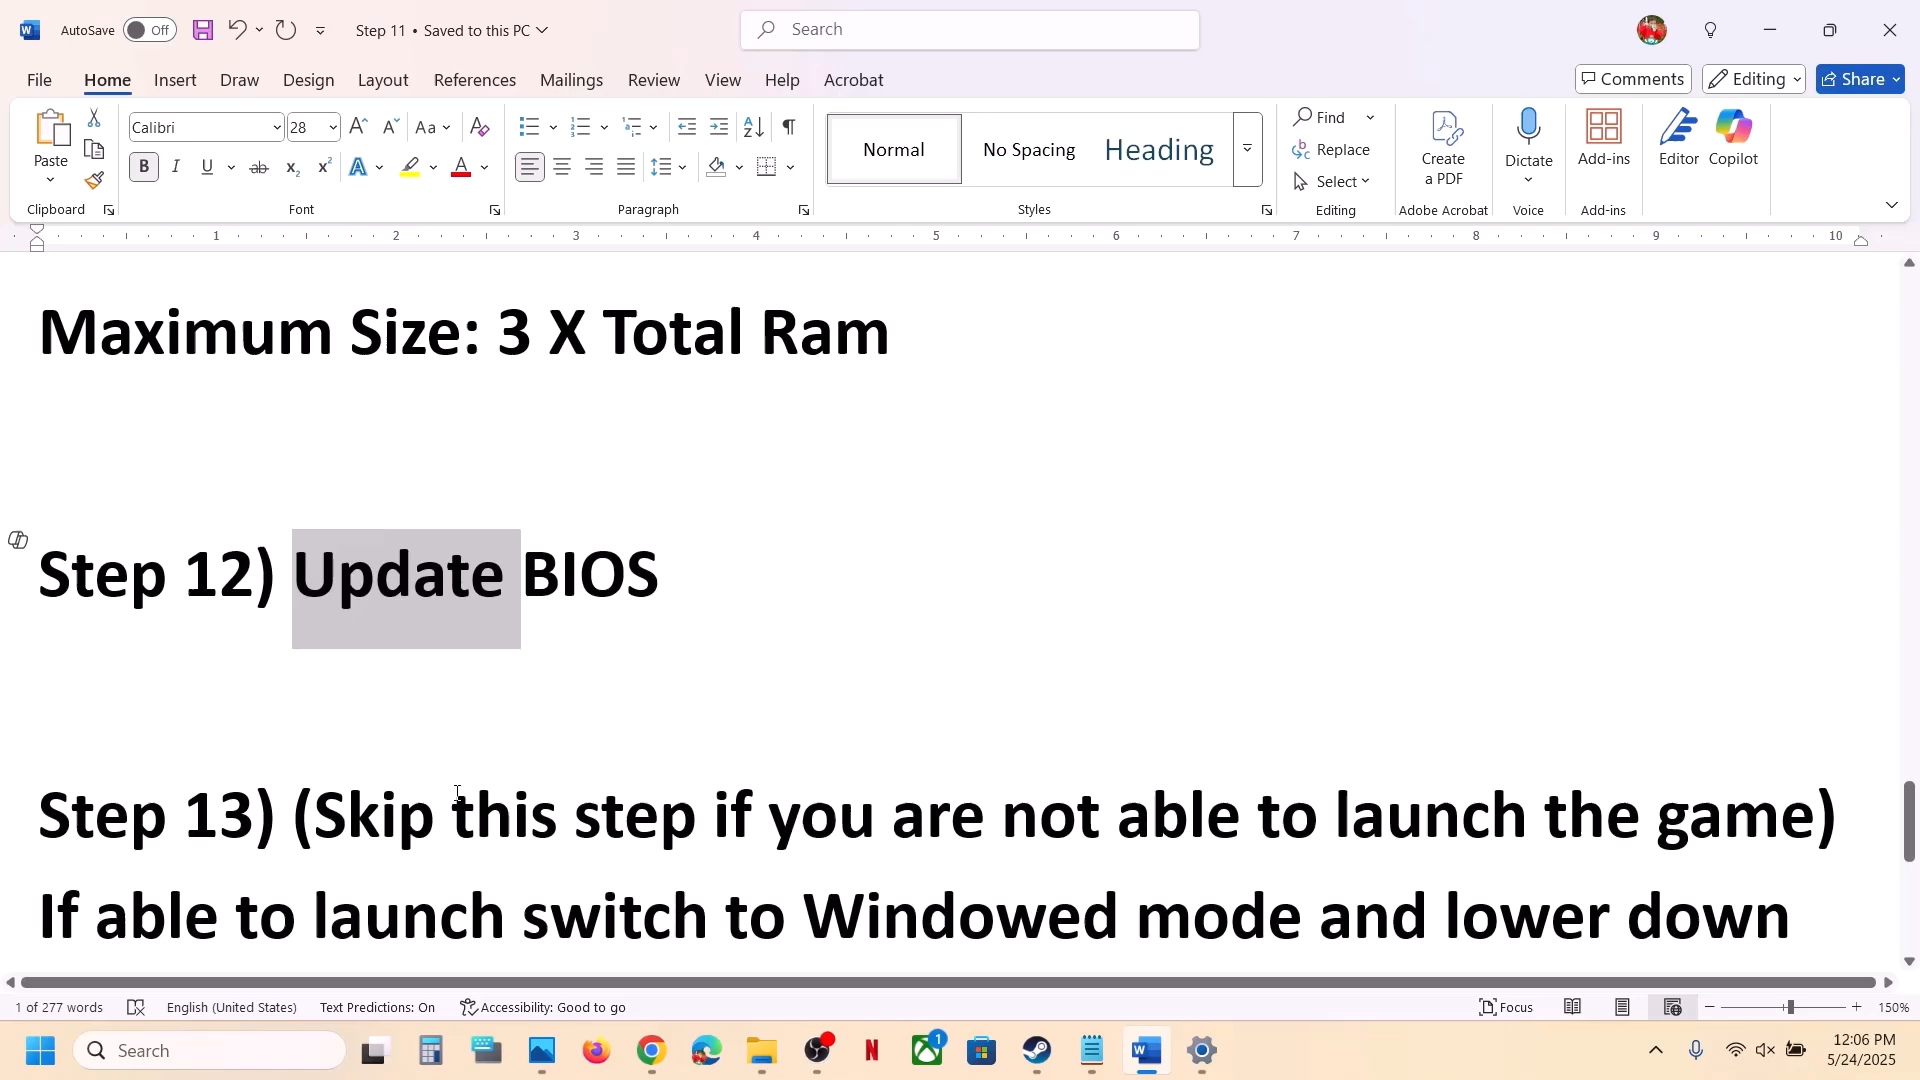 AutoSave Off Step 11 • Saved to this PC Search
File Home Insert Draw Design Layout References Mailings Review View Help Acrobat Comments Editing Share
Paste
Clipboard
Calibri 28
Font
Paragraph
Normal No Spacing Heading
Styles
Find
Replace
Select
Editing
Create a PDF
Adobe Acrobat
Dictate
Voice
Add-ins
Add-ins
Editor
Copilot
1 2 3 4 5 6 7 8 9 10
Maximum Size: 3 X Total Ram
Step 12) Update BIOS
Step 13) (Skip this step if you are not able to launch the game)
If able to launch switch to Windowed mode and lower down
1 of 277 words English (United States) Text Predictions: On Accessibility: Good to go Focus 150%
Search 1 12:06 PM
5/24/2025